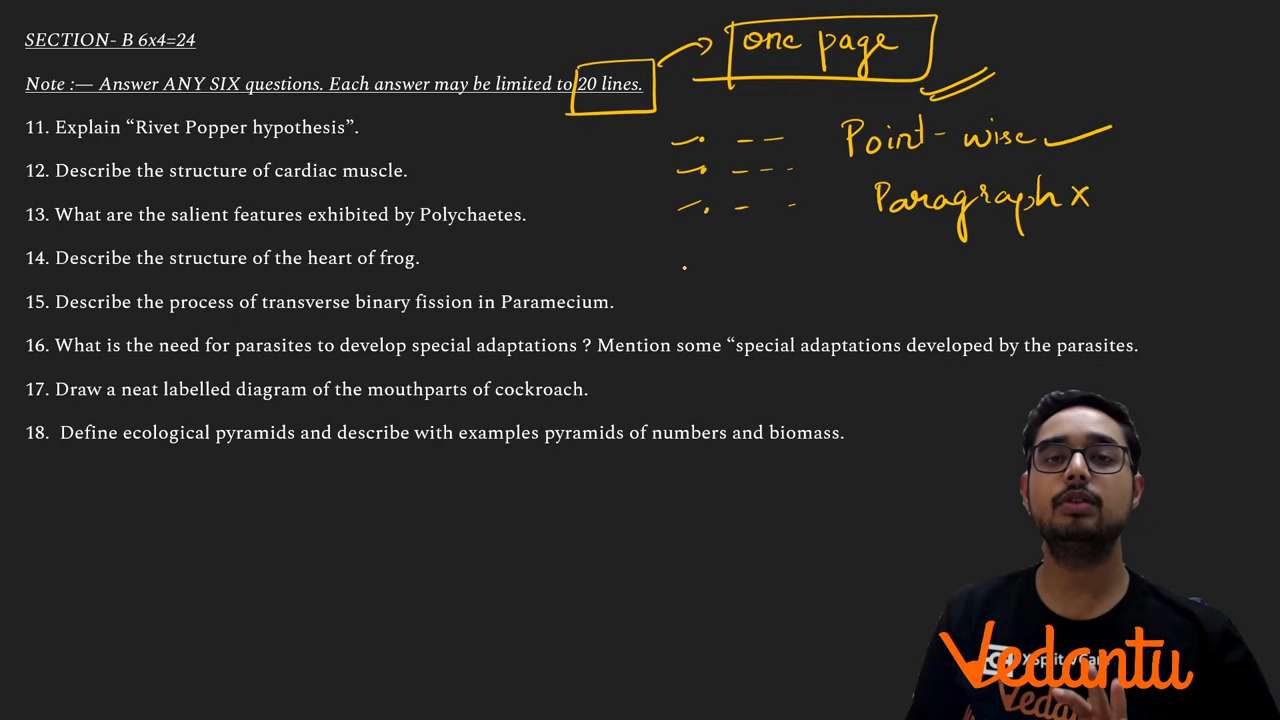 SECTION- B 6x4=24
one page
Note :— Answer ANY SIX questions. Each answer may be limited to 20 lines.
11. Explain “Rivet Popper hypothesis”.
Point-wise
12. Describe the structure of cardiac muscle.
Paragraph x
13. What are the salient features exhibited by Polychaetes.
14. Describe the structure of the heart of frog.
15. Describe the process of transverse binary fission in Paramecium.
16. What is the need for parasites to develop special adaptations ? Mention some “special adaptations developed by the parasites.
17. Draw a neat labelled diagram of the mouthparts of cockroach.
18. Define ecological pyramids and describe with examples pyramids of numbers and biomass.
Vedantu